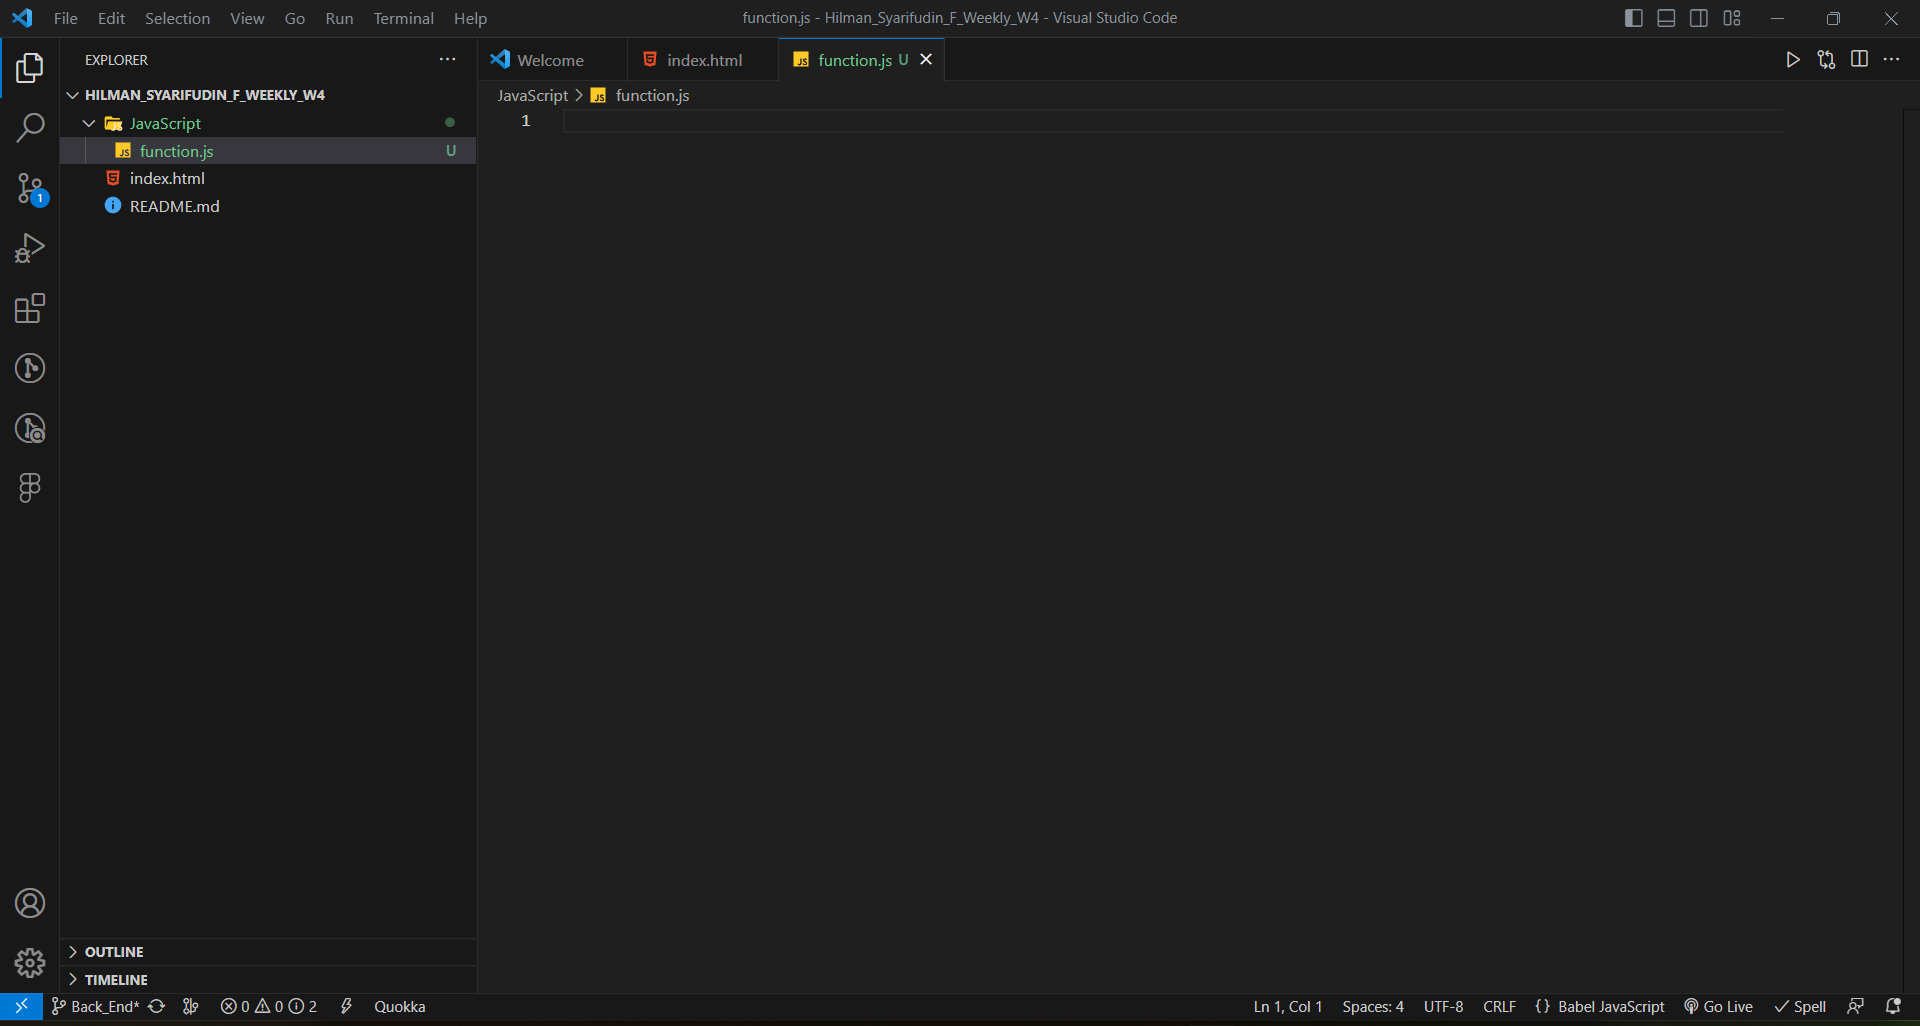 File Edit Selection View Go Run Terminal Help
function.js - Hilman_Syarifudin_F_Weekly_W4 - Visual Studio Code
EXPLORER
Welcome
index.html
function.js U
HILMAN_SYARIFUDIN_F_WEEKLY_W4
JavaScript > JS function.js
JavaScript
1
JS function.js U
index.html
README.md
1
OUTLINE
TIMELINE
Back_End* 0 0 2 Quokka
Ln 1, Col 1 Spaces: 4 UTF-8 CRLF {} Babel JavaScript Go Live Spell